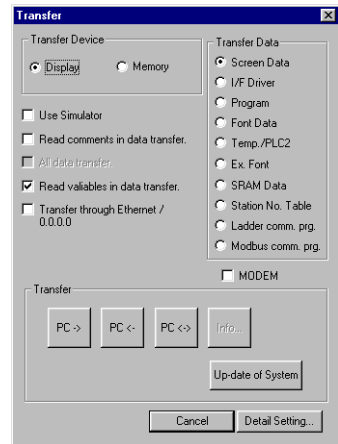 Transfer
Transfer Device
Display
Memory
Use Simulator
Read comments in data transfer.
All data transfer.
Read valiables in data transfer.
Transfer through Ethernet /
0.0.0.0
Transfer Data
Screen Data
I/F Driver
Program
Font Data
Temp./PLC2
Ex. Font
SRAM Data
Station No. Table
Ladder comm. prg.
Modbus comm. prg.
MODEM
Transfer
PC ->
PC <-
PC <->
Info...
Up-date of System
Cancel
Detail Setting...